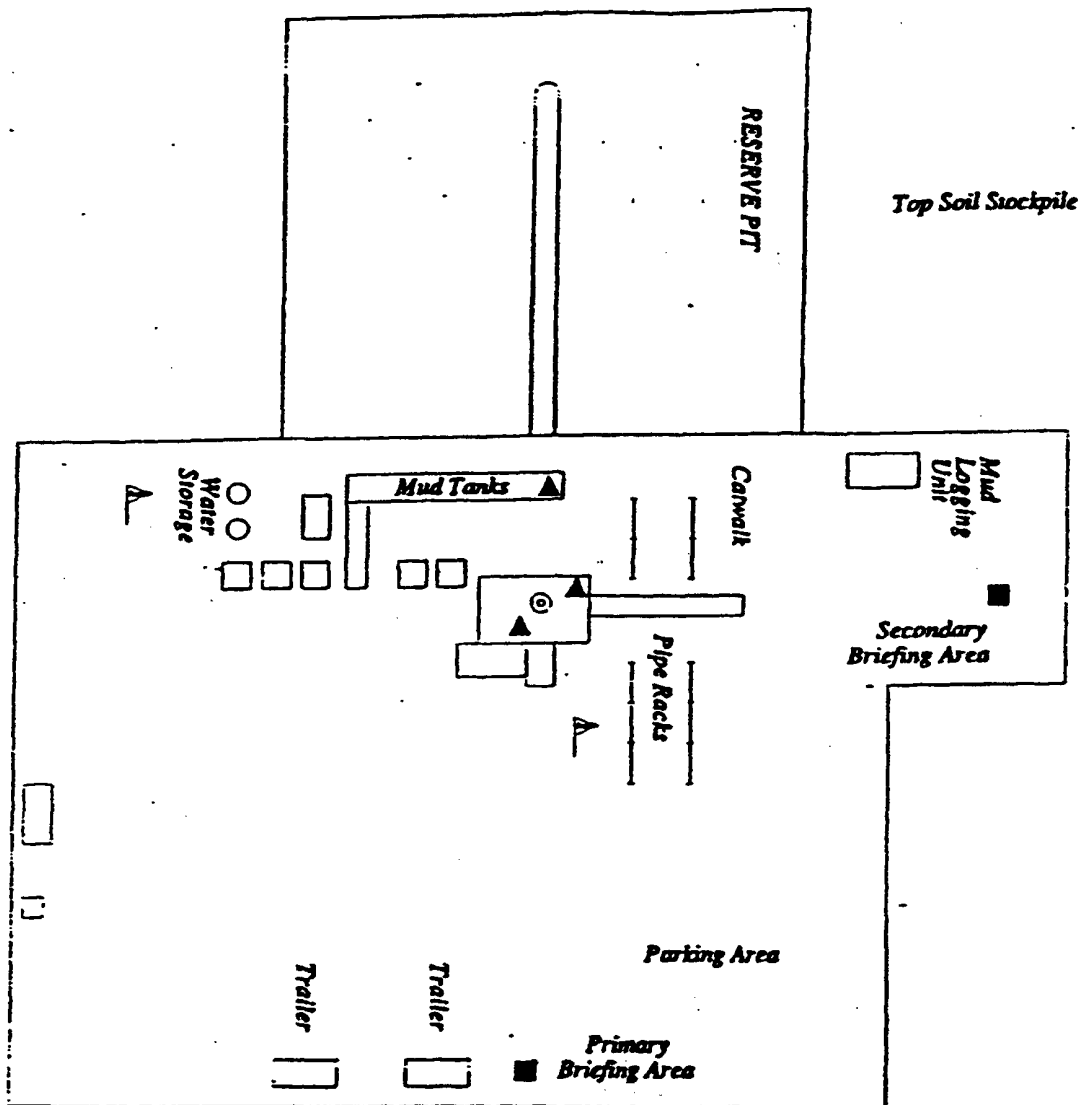 RESERVE PIT
Top Soil Stockpile
Water
Storage
Mud Tanks
Catwalk
Mud
Logging
Unit
Secondary
Briefing Area
Pipe Racks
Parking Area
Trailer
Trailer
Primary
Briefing Area